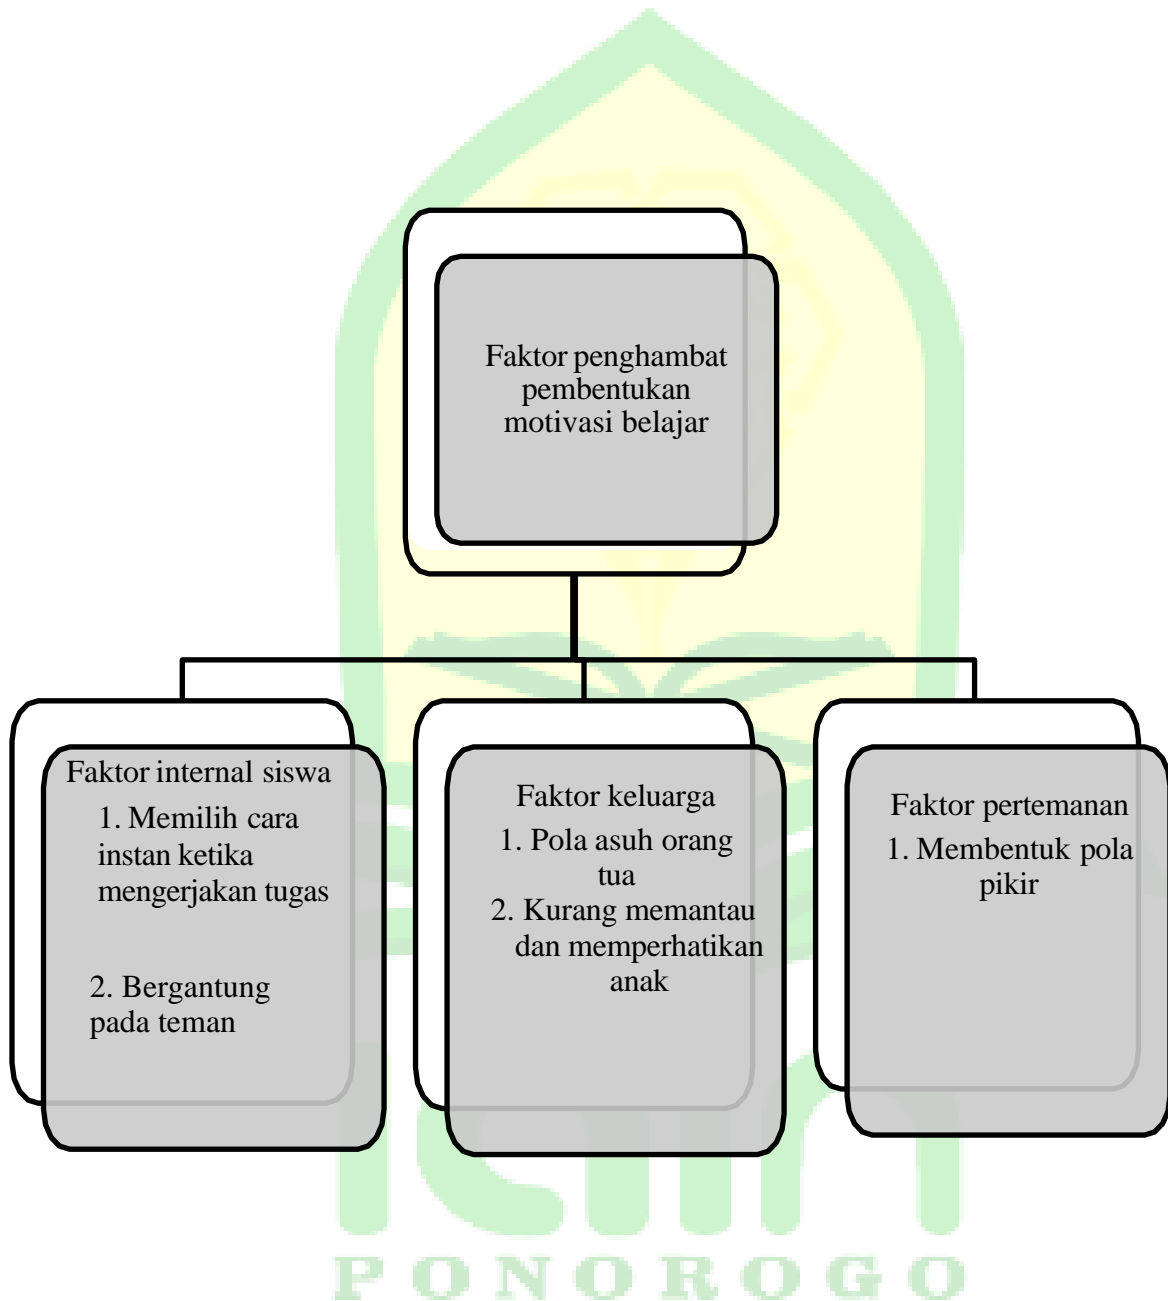 Faktor penghambat
pembentukan
motivasi belajar
Faktor internal siswa
1. Memilih cara
instan ketika
mengerjakan tugas
2. Bergantung
pada teman
Faktor keluarga
1. Pola asuh orang
tua
2. Kurang memantau
dan memperhatikan
anak
Faktor pertemanan
1. Membentuk pola
pikir
iain
PONOROGO